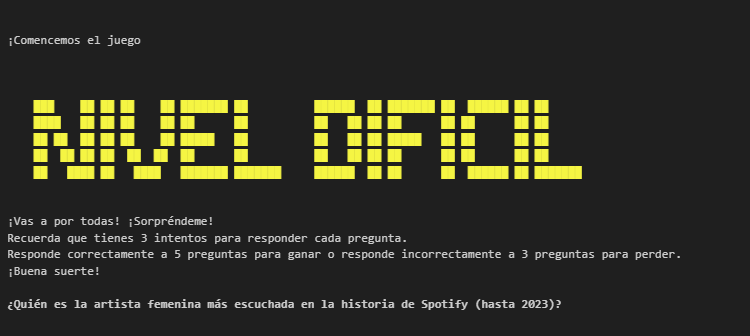 ¡Comencemos el juego
NIVEL DIFICIL
¡Vas a por todas! ¡Sorpréndeme!
Recuerda que tienes 3 intentos para responder cada pregunta.
Responde correctamente a 5 preguntas para ganar o responde incorrectamente a 3 preguntas para perder.
¡Buena suerte!
¿Quién es la artista femenina más escuchada en la historia de Spotify (hasta 2023)?